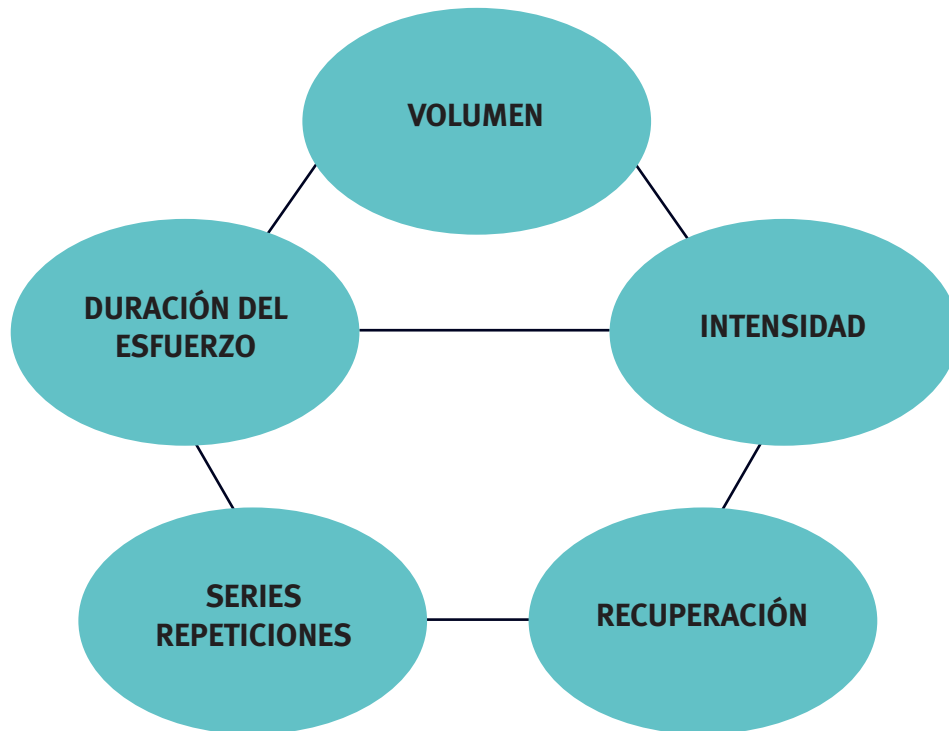 VOLUMEN
DURACIÓN DEL
ESFUERZO
INTENSIDAD
SERIES
REPETICIONES
RECUPERACIÓN